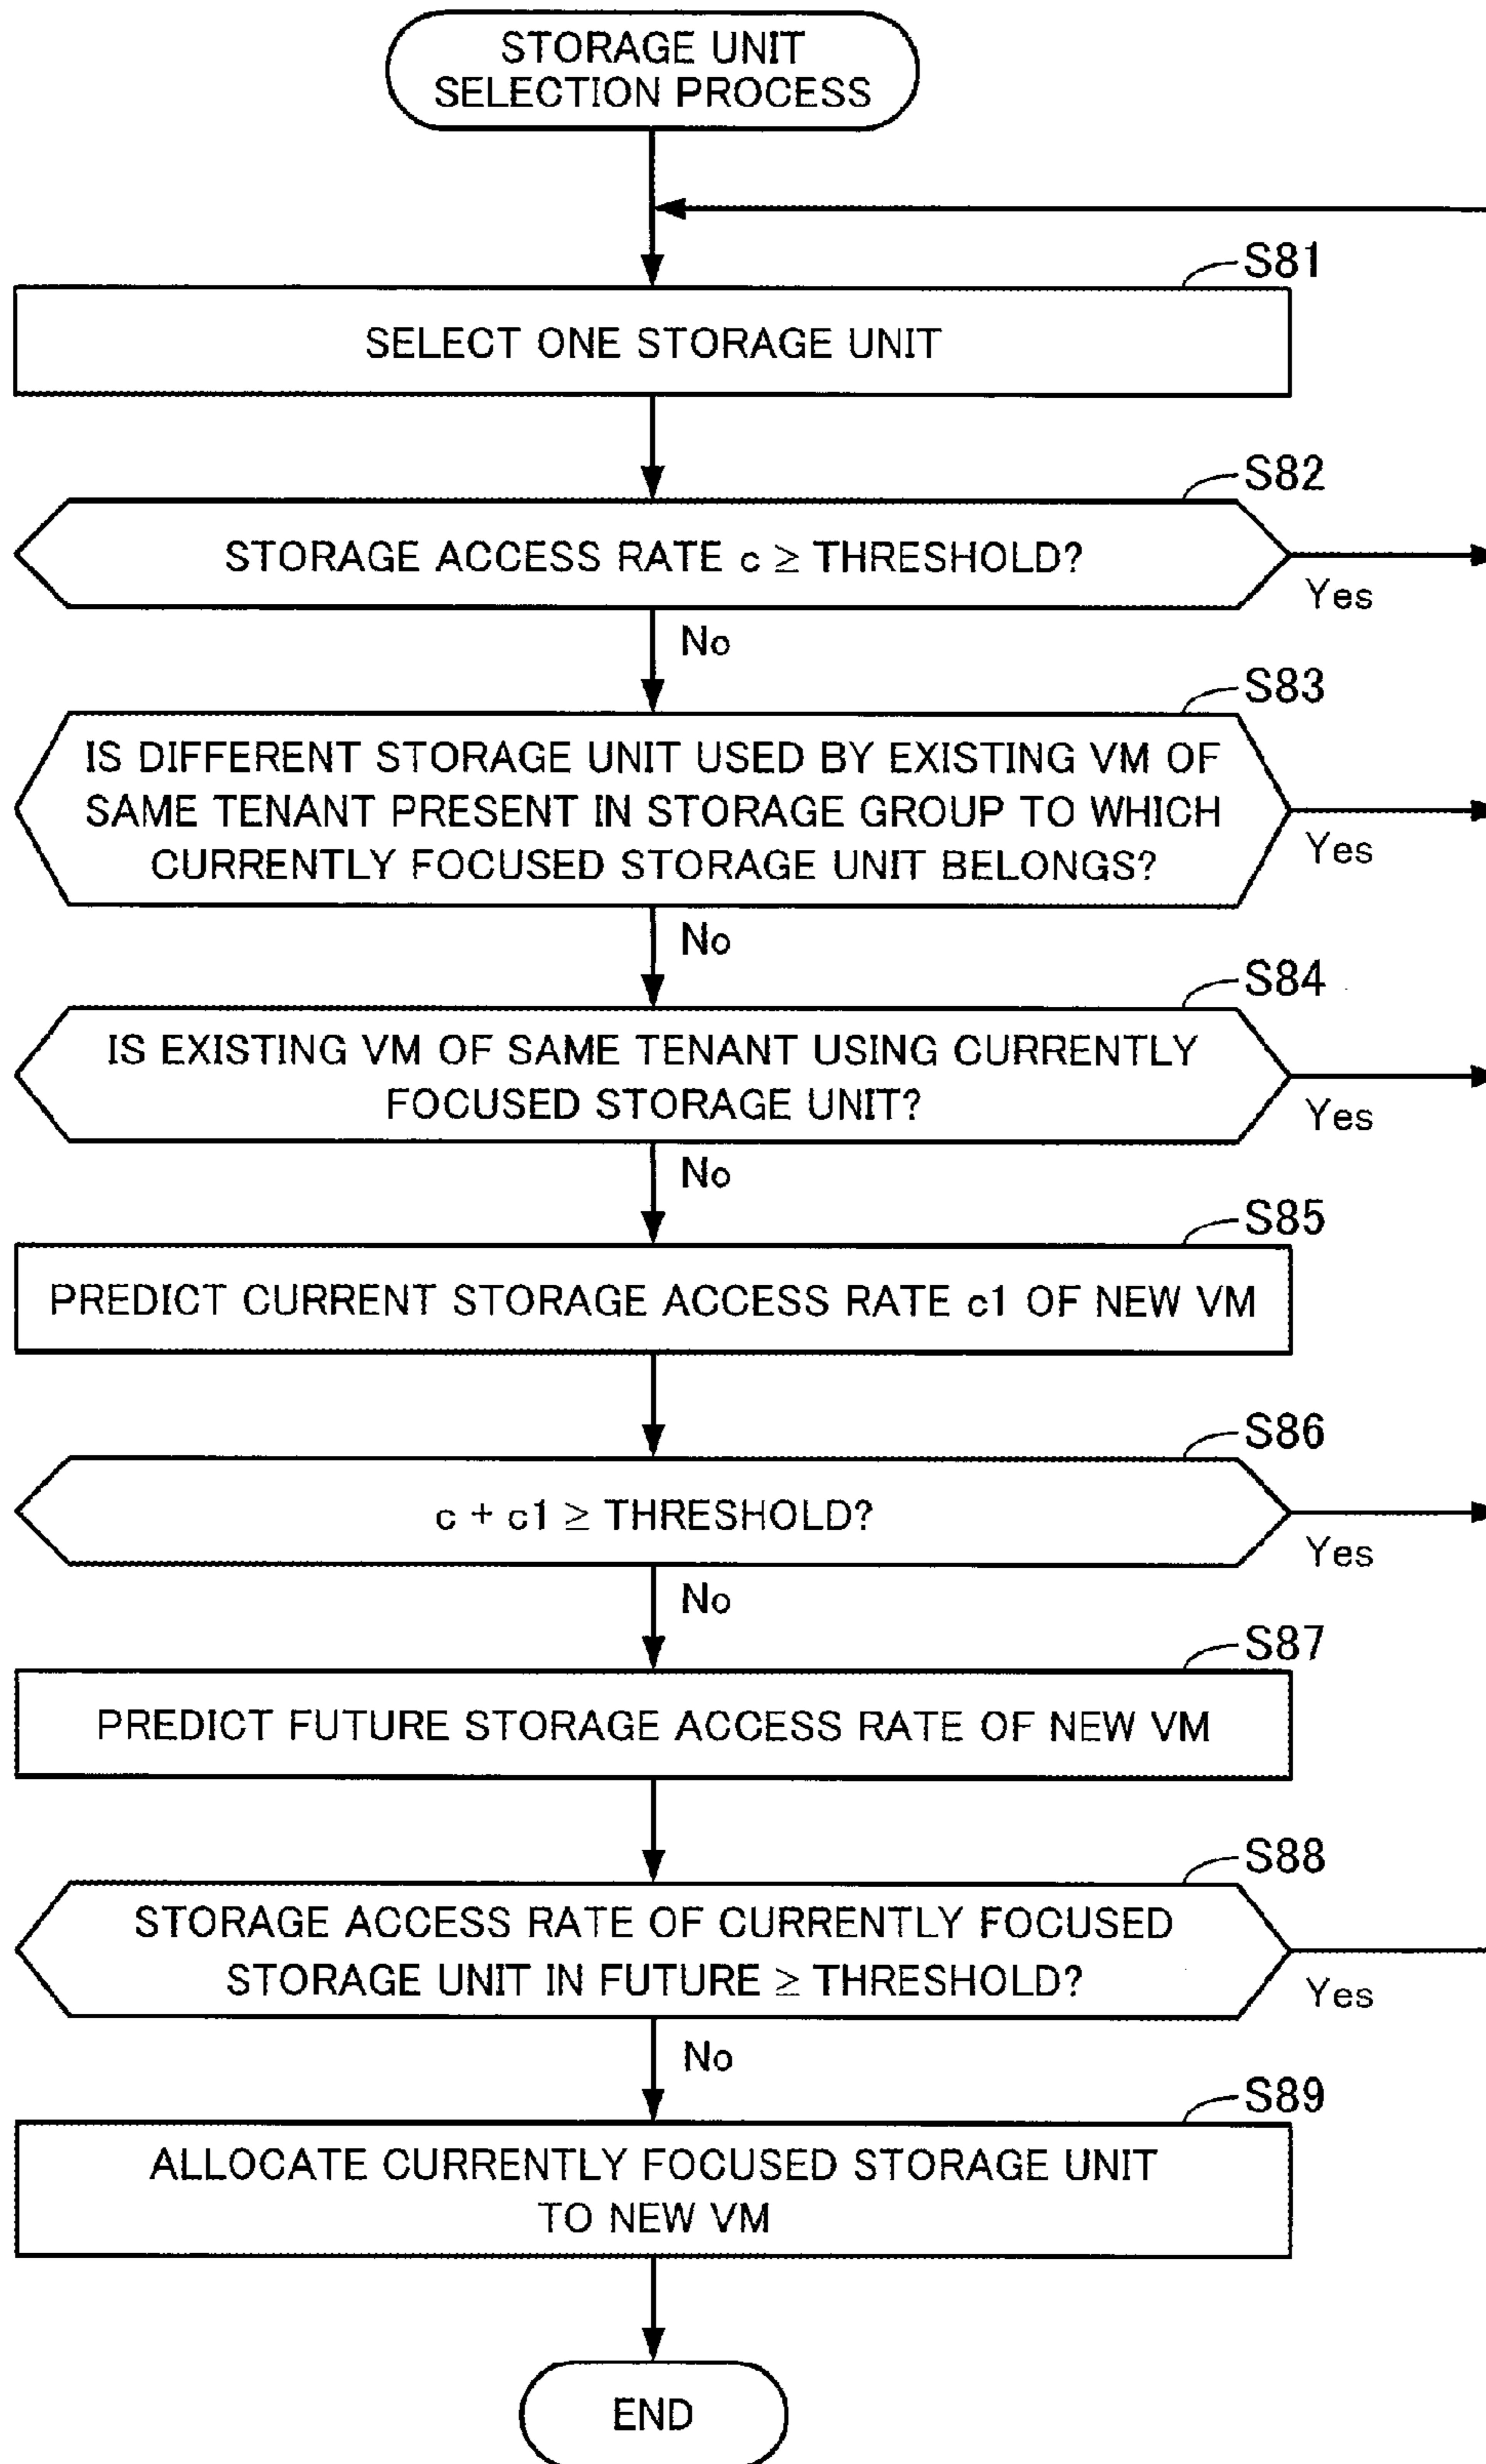 STORAGE UNIT
SELECTION PROCESS
S81
SELECT ONE STORAGE UNIT
S82
STORAGE ACCESS RATE c ≥ THRESHOLD?
Yes
No
S83
IS DIFFERENT STORAGE UNIT USED BY EXISTING VM OF
SAME TENANT PRESENT IN STORAGE GROUP TO WHICH
CURRENTLY FOCUSED STORAGE UNIT BELONGS?
Yes
No
S84
IS EXISTING VM OF SAME TENANT USING CURRENTLY
FOCUSED STORAGE UNIT?
Yes
No
S85
PREDICT CURRENT STORAGE ACCESS RATE c1 OF NEW VM
S86
c + c1 ≥ THRESHOLD?
Yes
No
S87
PREDICT FUTURE STORAGE ACCESS RATE OF NEW VM
S88
STORAGE ACCESS RATE OF CURRENTLY FOCUSED
STORAGE UNIT IN FUTURE ≥ THRESHOLD?
Yes
No
S89
ALLOCATE CURRENTLY FOCUSED STORAGE UNIT
TO NEW VM
END